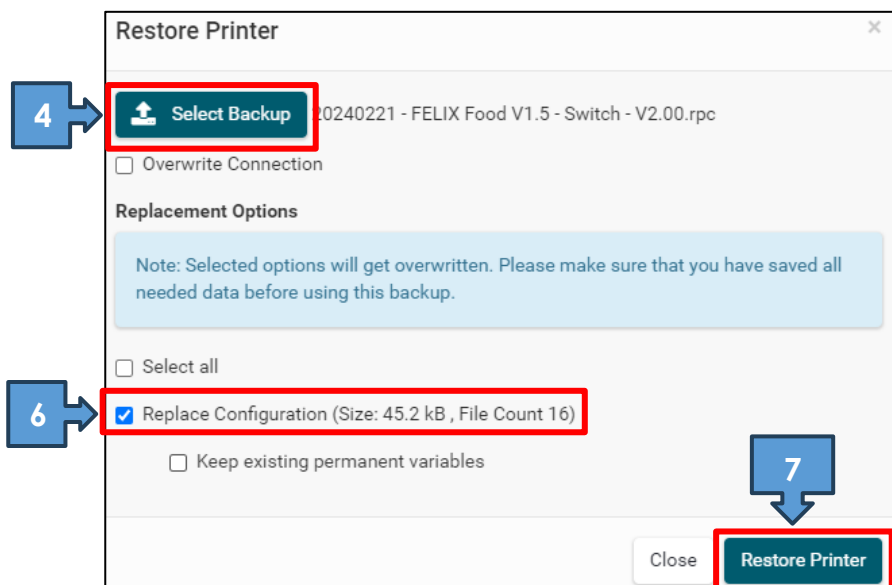 Restore Printer ×
4
Select Backup 20240221 - FELIX Food V1.5 - Switch - V2.00.rpc
Overwrite Connection
Replacement Options
Note: Selected options will get overwritten. Please make sure that you have saved all
needed data before using this backup.
Select all
6
Replace Configuration (Size: 45.2 kB , File Count 16)
Keep existing permanent variables
7
Close Restore Printer